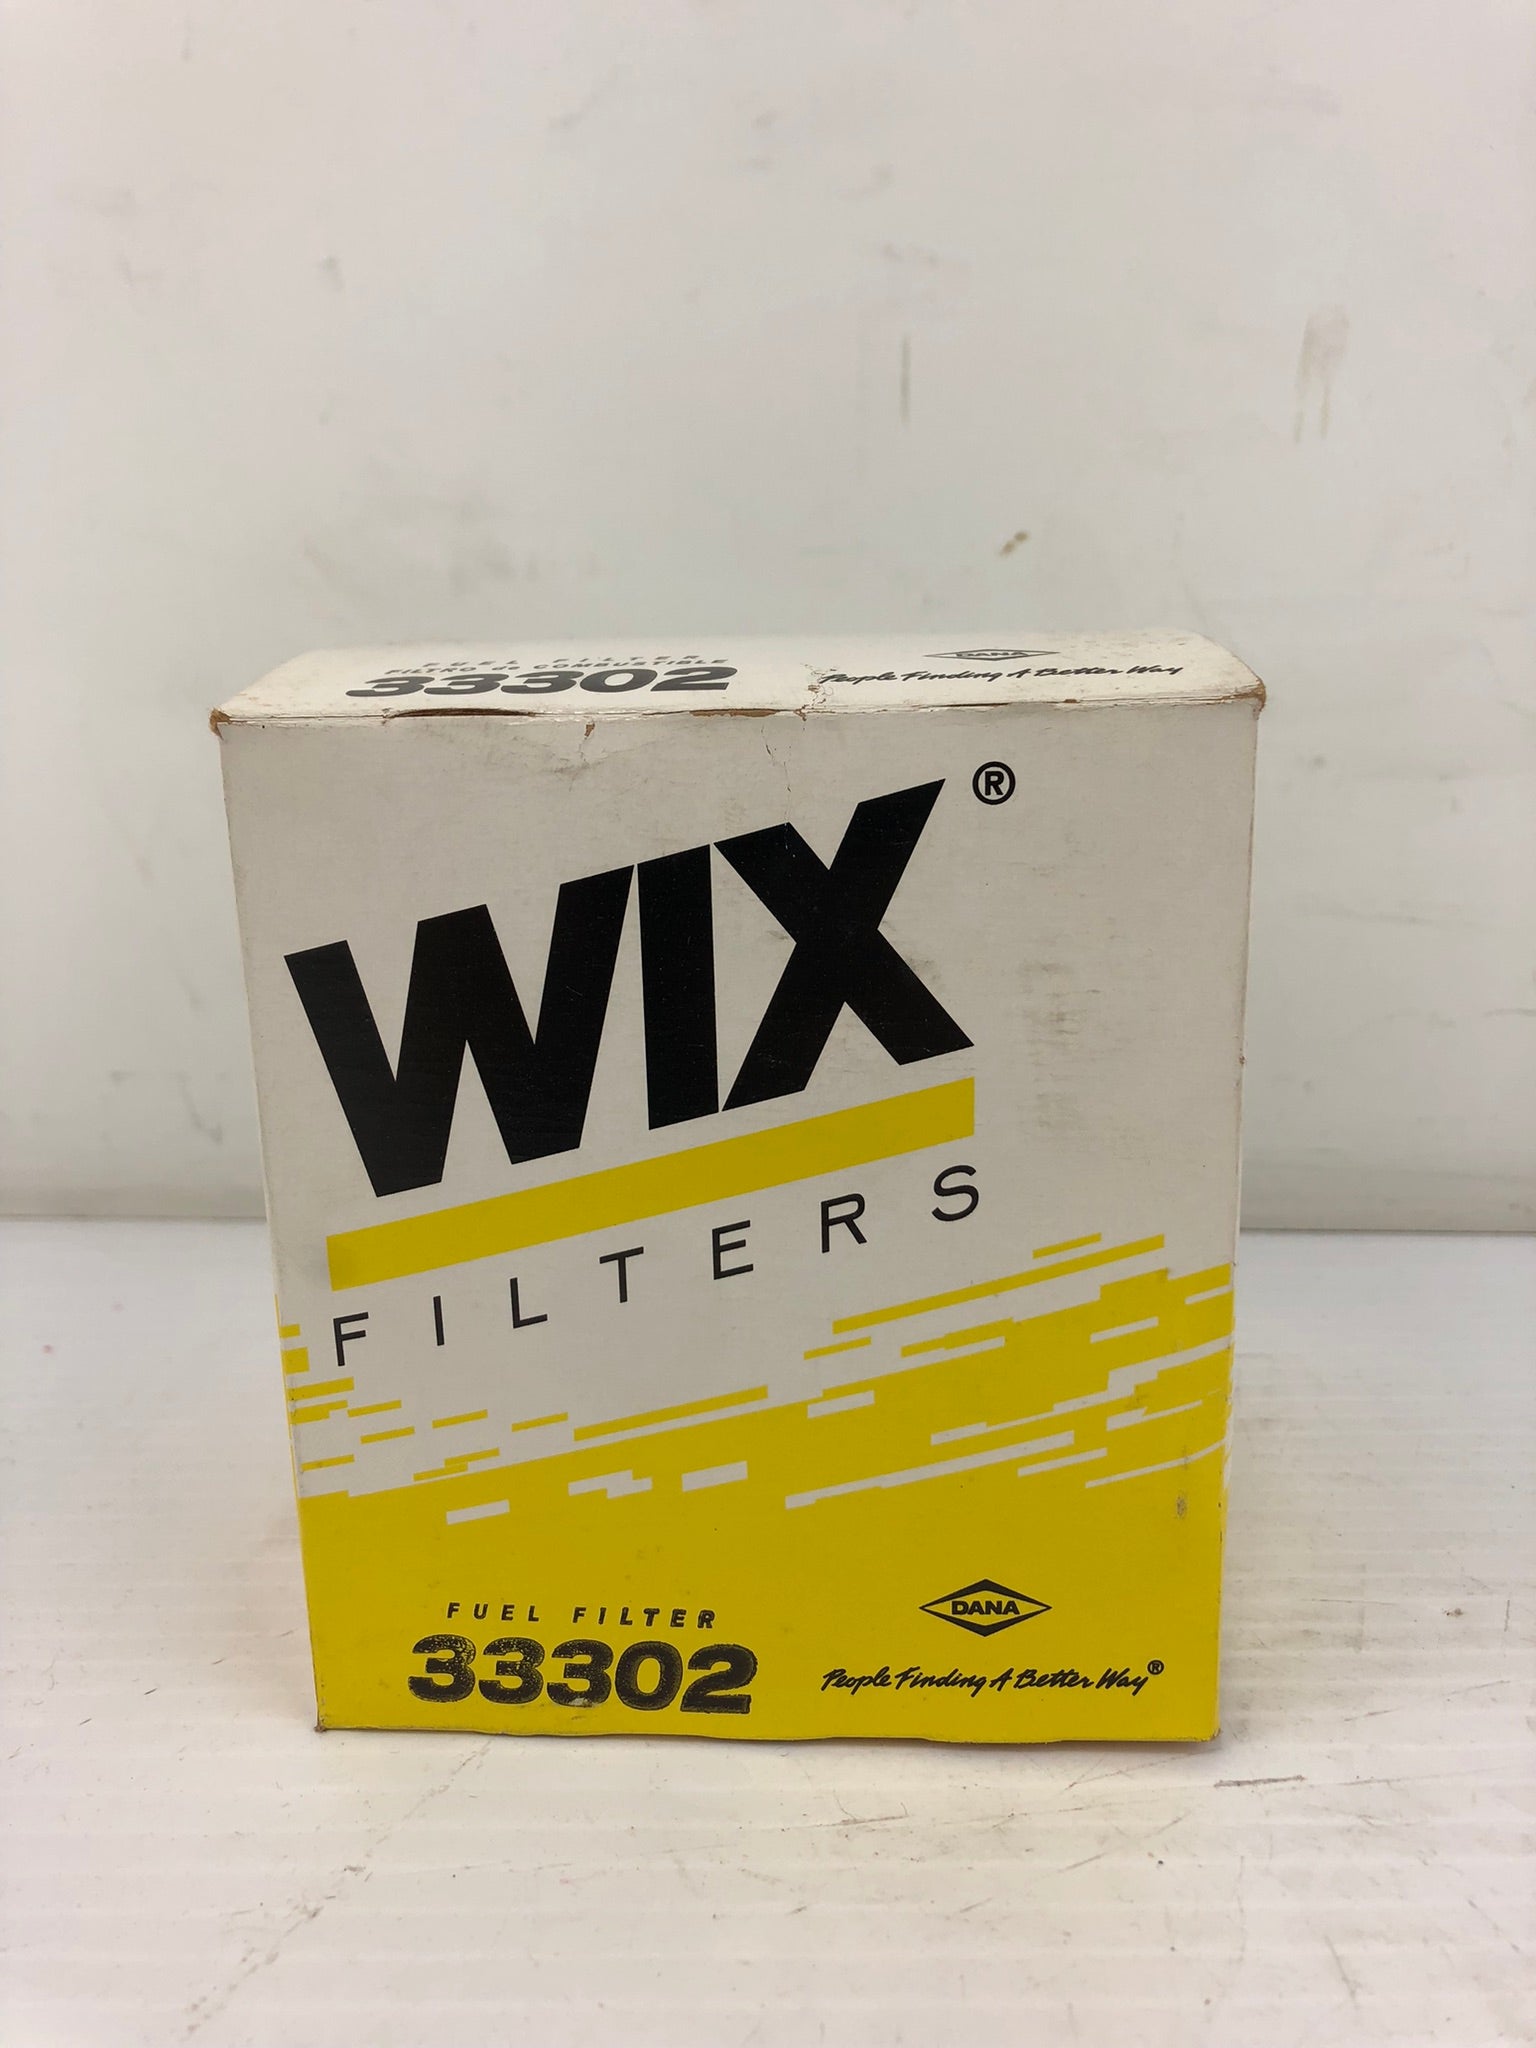 FUEL FILTER
FILTRO de COMBUSTIBLE
33302
DANA
People Finding A Better Way
WIX®
FILTERS
FUEL FILTER
33302
DANA
People Finding A Better Way®